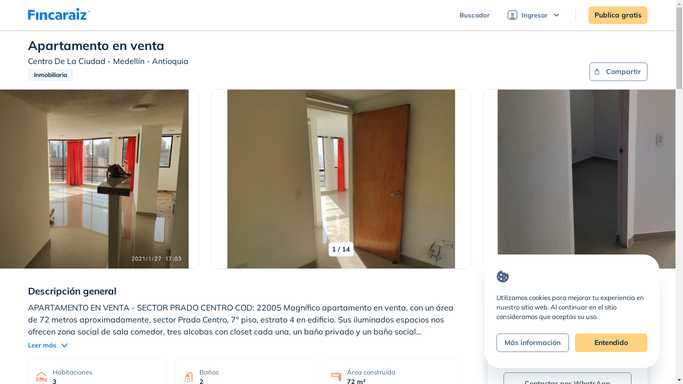 Fincaraiz
Buscador
Ingresar
Publica gratis
Apartamento en venta
Centro De La Ciudad - Medellín - Antioquia
Inmobiliaria
Compartir
2021/1/27 17:03
1 / 14
Descripción general
APARTAMENTO EN VENTA - SECTOR PRADO CENTRO COD: 22005 Magnífico apartamento en venta, con un área
de 72 metros aproximadamente, sector Prado Centro, 7° piso, estrato 4 en edificio. Sus iluminados espacios nos
ofrecen zona social de sala comedor, tres alcobas con closet cada una, un baño privado y un baño social...
Leer más
Habitaciones
3
Baños
2
Área construida
72 m²
Utilizamos cookies para mejorar tu experiencia en
nuestro sitio web. Al continuar en el sitio
consideramos que aceptas su uso.
Más información
Entendido
Contactar por WhatsApp